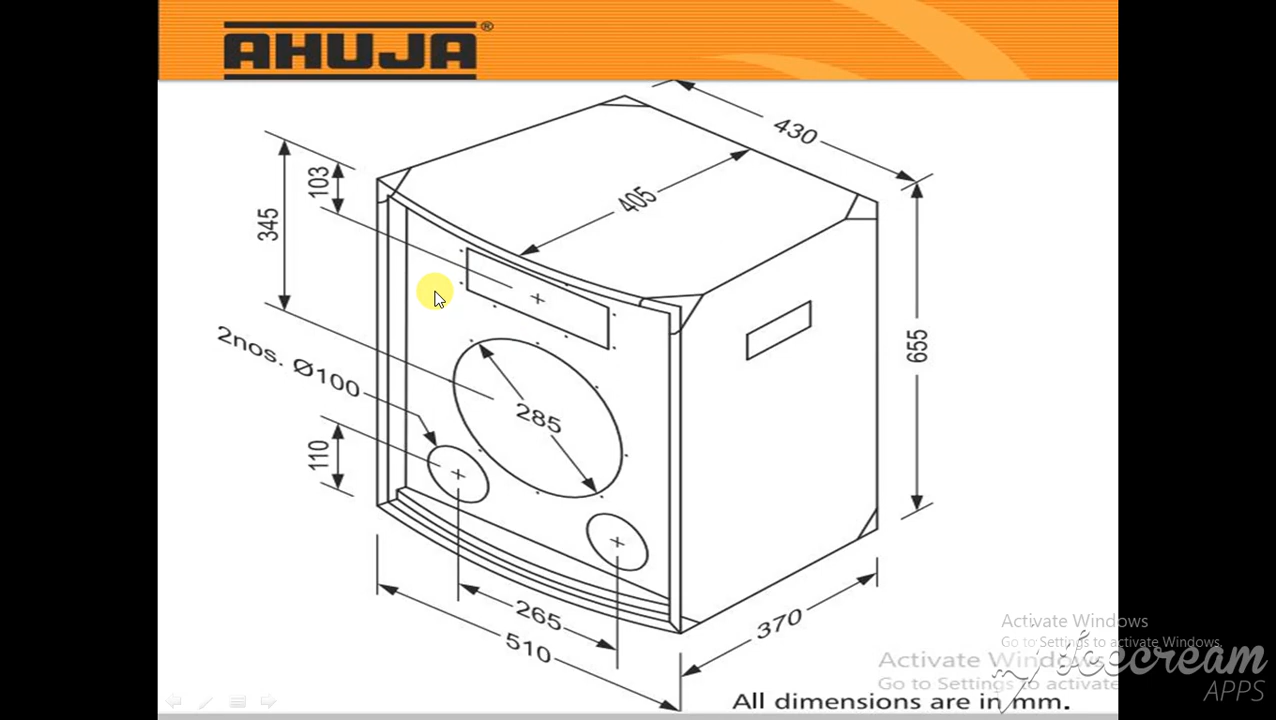 AHUJA®
430
103
405
345
655
2nos. Ø100
285
110
265
370
510
Activate Windows
Go to Settings to activate Windows.
Activate Windows
Go to Settings to activate
Icecream
APPS
All dimensions are in mm.